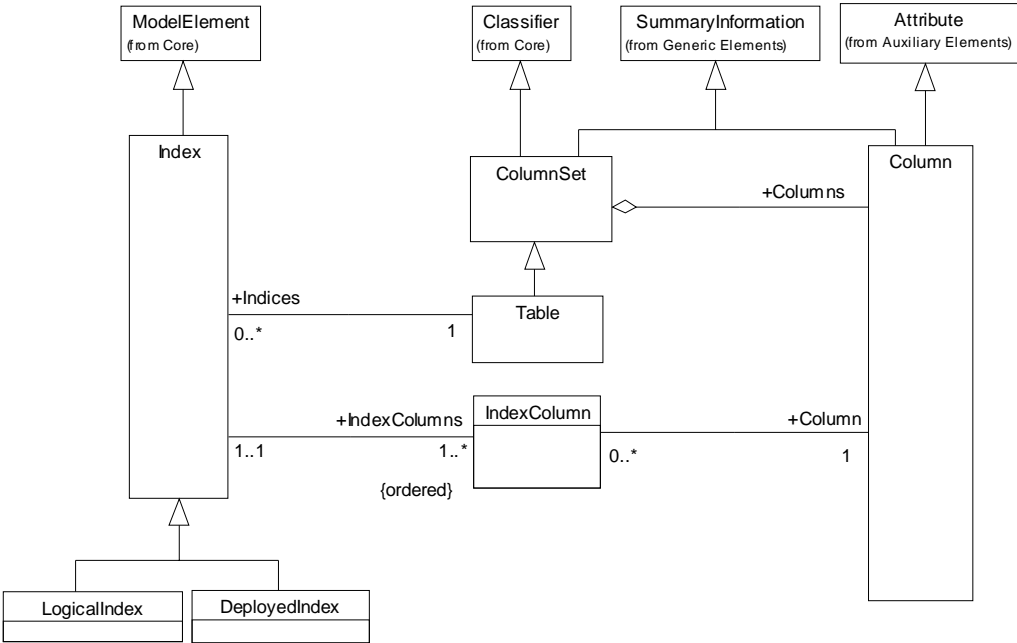 ModelElement
(from Core)
Classifier
(from Core)
SummaryInformation
(from Generic Elements)
Attribute
(from Auxiliary Elements)
Index
ColumnSet
Column
+Columns
+Indices
0..*
1
Table
+IndexColumns
1..1
1..*
{ordered}
IndexColumn
+Column
0..*
1
LogicalIndex
DeployedIndex